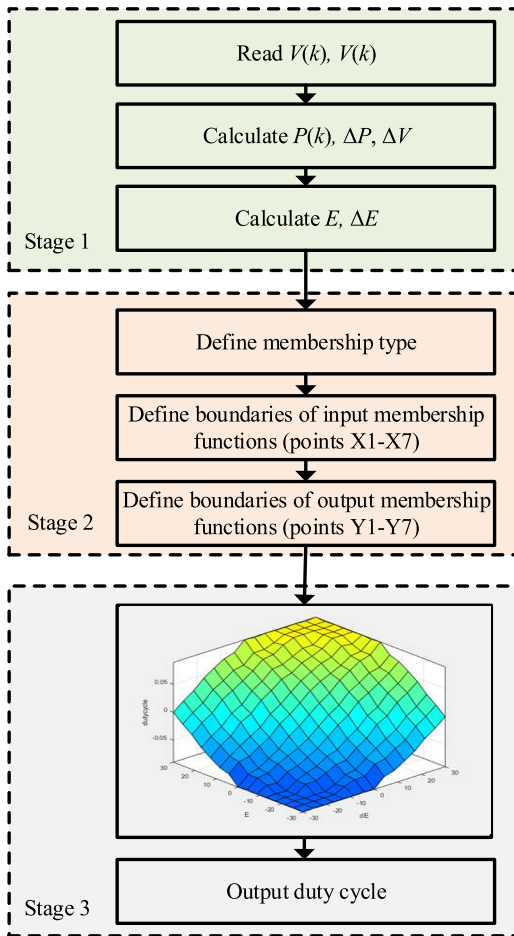 Read V(k), V(k)
Calculate P(k), ΔP, ΔV
Calculate E, ΔE
Stage 1
Define membership type
Define boundaries of input membership
functions (points X1-X7)
Define boundaries of output membership
functions (points Y1-Y7)
Stage 2
dutycycle
0.05
0
-0.05
30
20
10
0
-10
-20
-30
E
-30
-20
-10
0
10
20
30
dE
Output duty cycle
Stage 3